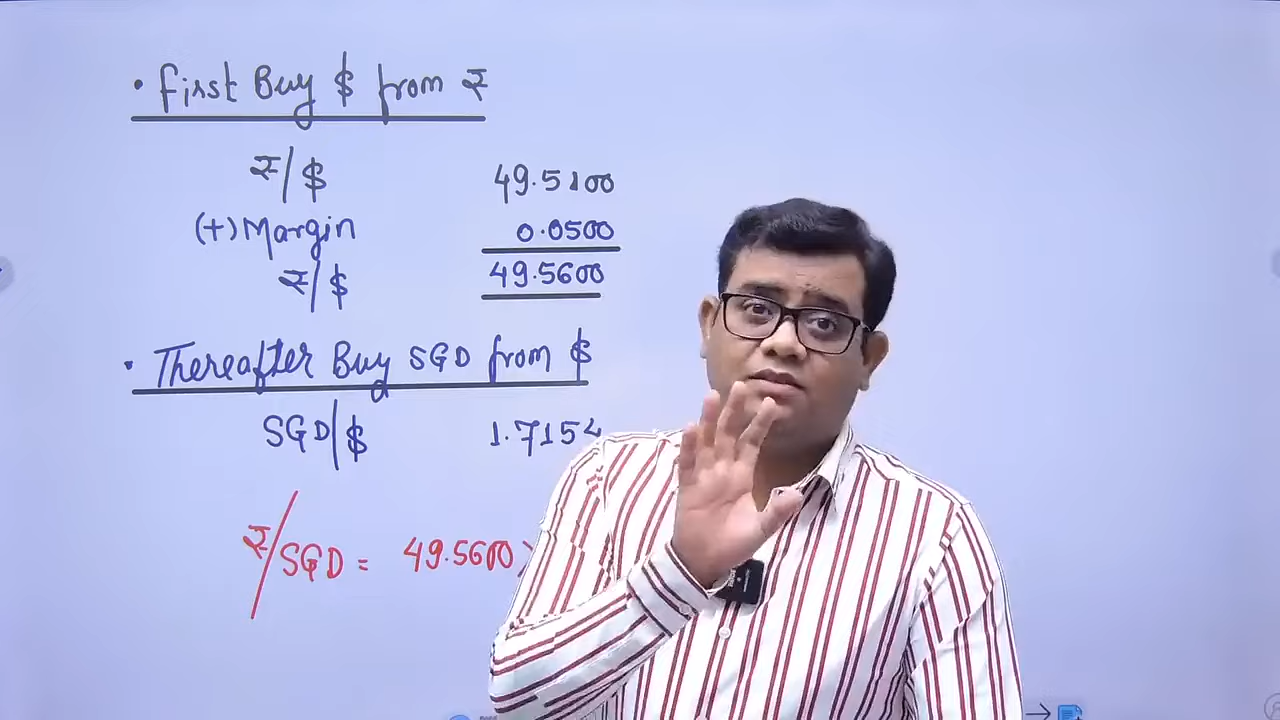 • First Buy $ from ₹
₹/$ 49.5100
(+) Margin 0.0500
₹/$ 49.5600
• Thereafter Buy SGD from $
SGD/$ 1.7154
₹/SGD = 49.5600